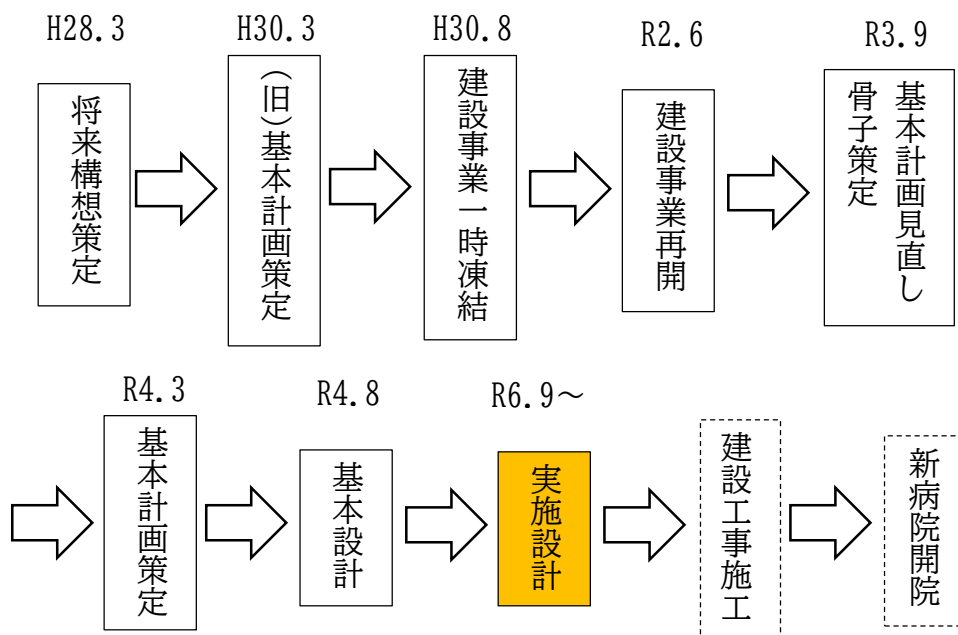 H28.3
将来構想策定
H30.3
(旧)基本計画策定
H30.8
建設事業一時凍結
R2.6
建設事業再開
R3.9
基本計画見直し
骨子策定
R4.3
基本計画策定
R4.8
基本設計
R6.9～
実施設計
建設工事施工
新病院開院